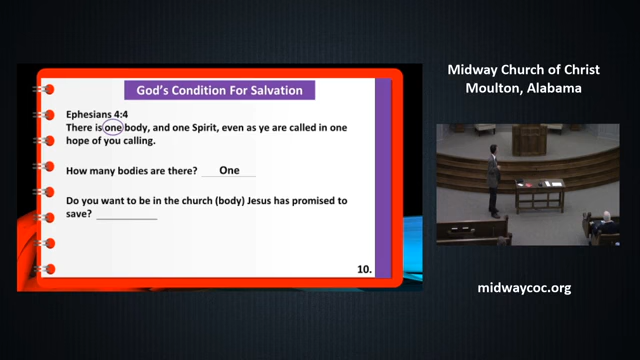 God's Condition For Salvation
Ephesians 4:4
There is one body, and one Spirit, even as ye are called in one
hope of you calling.
How many bodies are there? One
Do you want to be in the church (body) Jesus has promised to
save? ___________
10.
Midway Church of Christ
Moulton, Alabama
midwaycoc.org